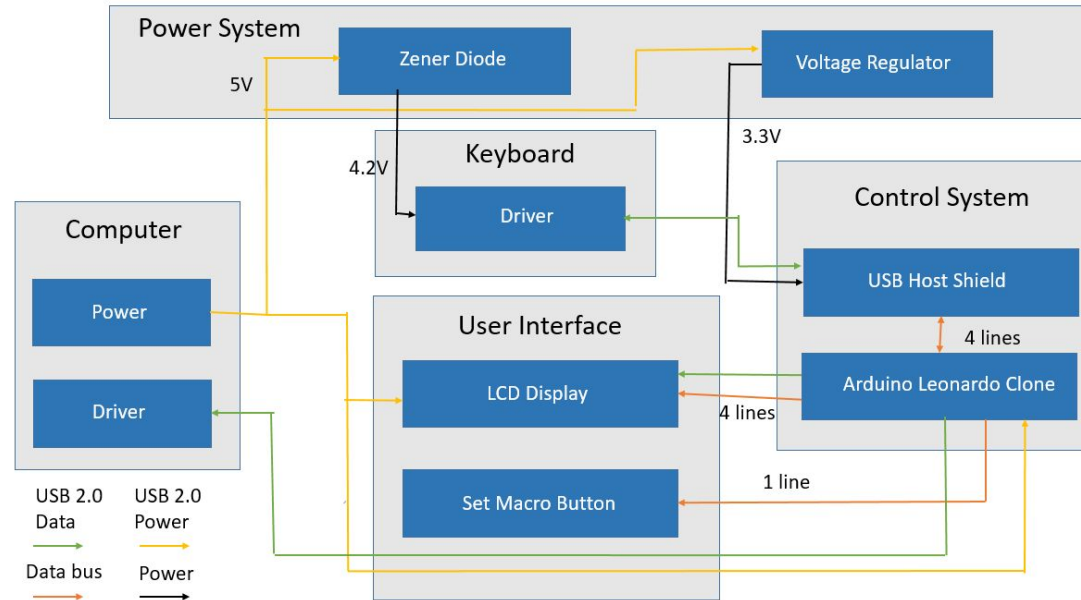 Power System
Zener Diode
Voltage Regulator
5V
4.2V
3.3V
Keyboard
Driver
Control System
USB Host Shield
4 lines
Arduino Leonardo Clone
Computer
Power
Driver
User Interface
LCD Display
4 lines
Set Macro Button
1 line
USB 2.0
Data
USB 2.0
Power
Data bus
Power